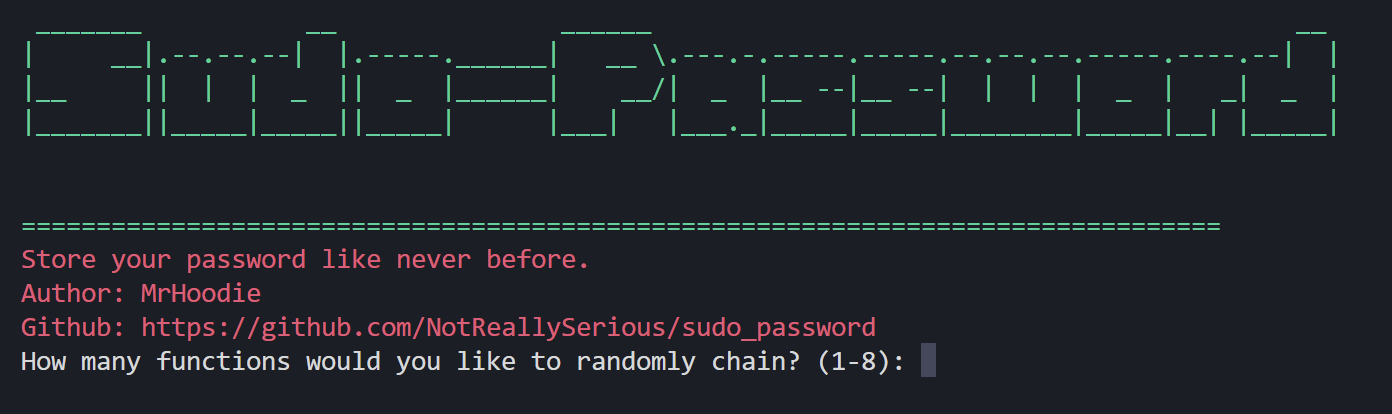 Sudo-Password
================================================================================
Store your password like never before.
Author: MrHoodie
Github: https://github.com/NotReallySerious/sudo_password
How many functions would you like to randomly chain? (1-8):